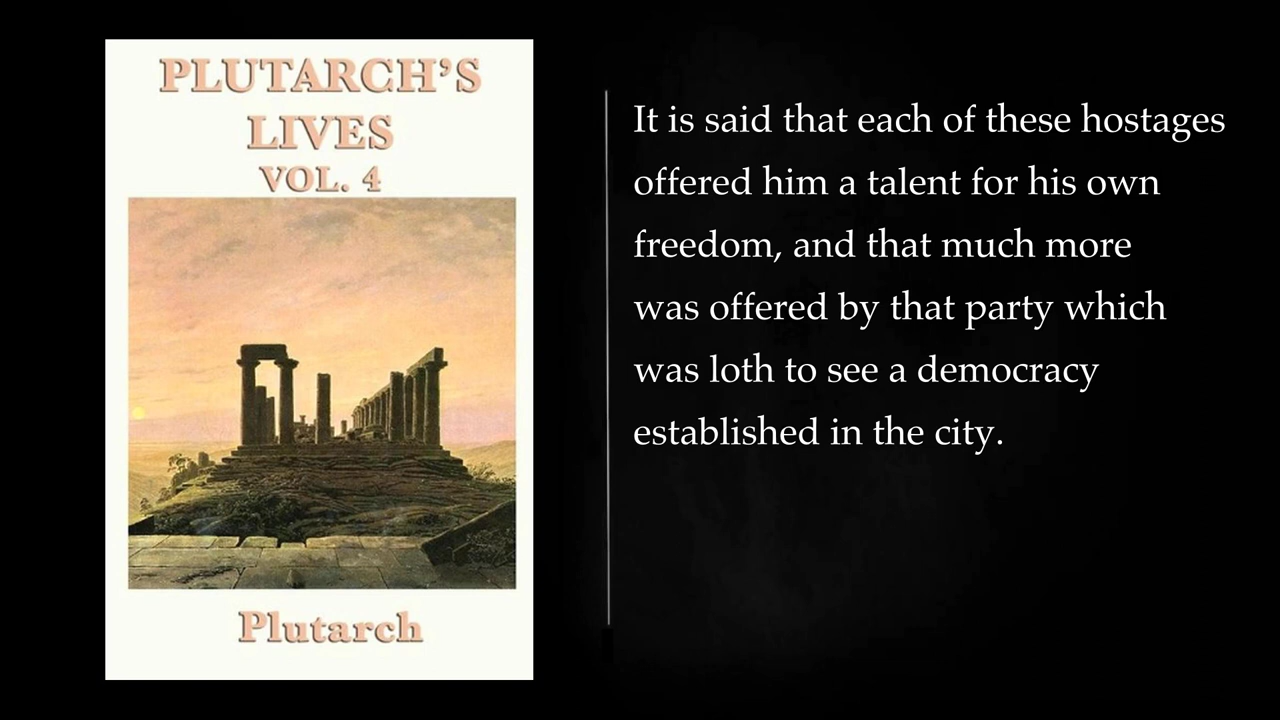 PLUTARCH'S
LIVES
VOL. 4
Plutarch
It is said that each of these hostages
offered him a talent for his own
freedom, and that much more
was offered by that party which
was loth to see a democracy
established in the city.